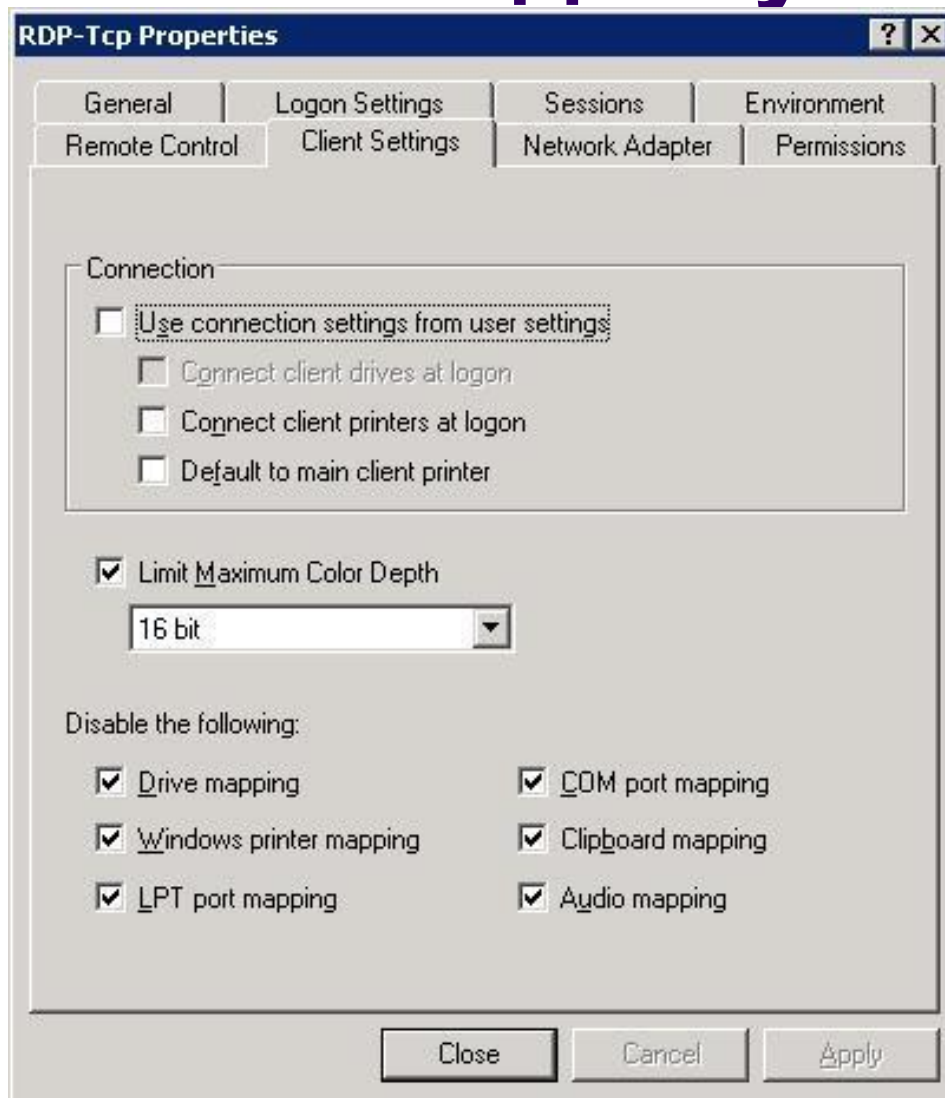 RDP-Tcp Properties
General Logon Settings Sessions Environment
Remote Control Client Settings Network Adapter Permissions
Connection
Use connection settings from user settings
Connect client drives at logon
Connect client printers at logon
Default to main client printer
Limit Maximum Color Depth
16 bit
Disable the following:
Drive mapping COM port mapping
Windows printer mapping Clipboard mapping
LPT port mapping Audio mapping
Close Cancel Apply